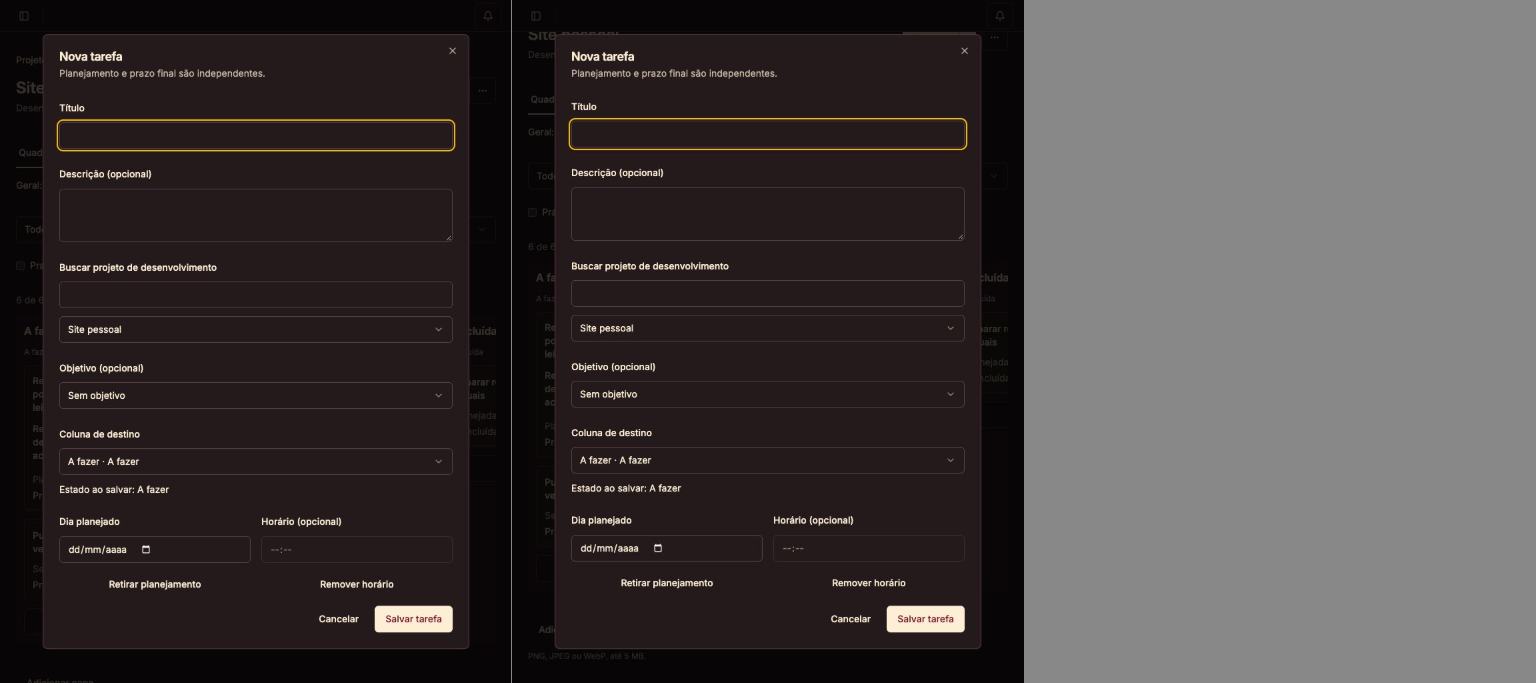 Nova tarefa
Planejamento e prazo final são independentes.
Título
Descrição (opcional)
Buscar projeto de desenvolvimento
Site pessoal
Objetivo (opcional)
Sem objetivo
Coluna de destino
A fazer · A fazer
Estado ao salvar: A fazer
Dia planejado
Horário (opcional)
dd/mm/aaaa
--:--
Retirar planejamento
Remover horário
Cancelar
Salvar tarefa
Nova tarefa
Planejamento e prazo final são independentes.
Título
Descrição (opcional)
Buscar projeto de desenvolvimento
Site pessoal
Objetivo (opcional)
Sem objetivo
Coluna de destino
A fazer · A fazer
Estado ao salvar: A fazer
Dia planejado
Horário (opcional)
dd/mm/aaaa
--:--
Retirar planejamento
Remover horário
Cancelar
Salvar tarefa
PNG, JPEG ou WebP, até 5 MB.